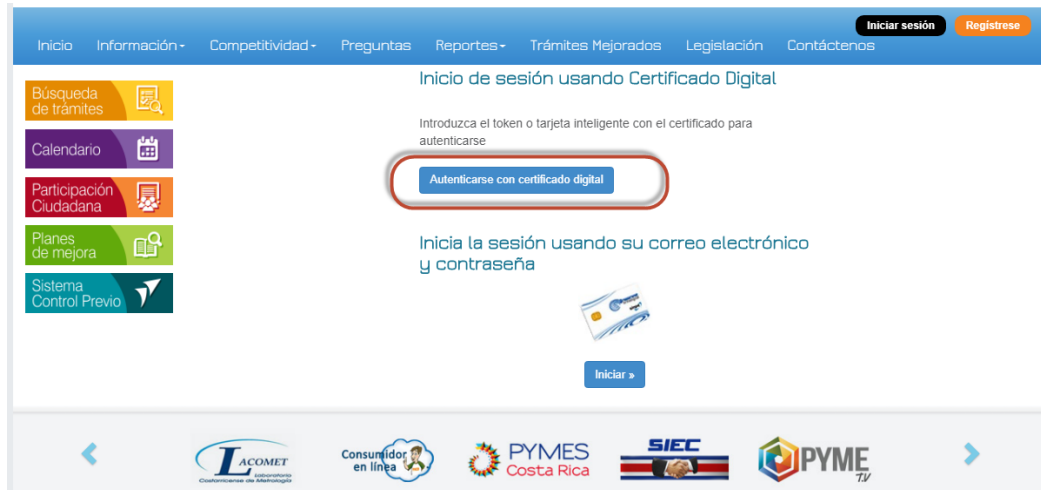 Iniciar sesión
Regístrese
Inicio
Información
Competitividad
Preguntas
Reportes
Trámites Mejorados
Legislación
Contáctenos
Búsqueda
de trámites
Calendario
Participación
Ciudadana
Planes
de mejora
Sistema
Control Previo
Inicio de sesión usando Certificado Digital
Introduzca el token o tarjeta inteligente con el certificado para
autenticarse
Autenticarse con certificado digital
Inicia la sesión usando su correo electrónico
y contraseña
Iniciar »
LACOMET
Laboratorio
Costarricense de Metrología
Consumidor
en línea
PYMES
Costa Rica
SIEC
PYME
TV